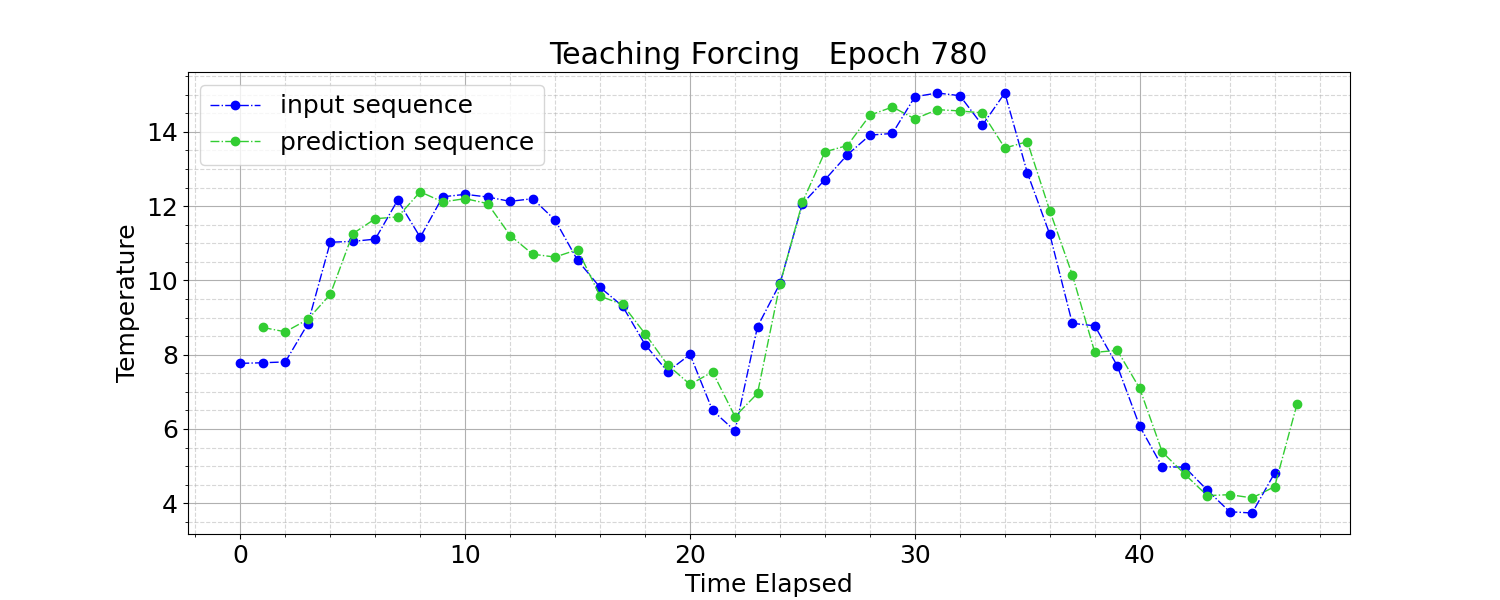 Teaching Forcing   Epoch 780
input sequence
prediction sequence
Temperature
14
12
10
8
6
4
0
10
20
30
40
Time Elapsed